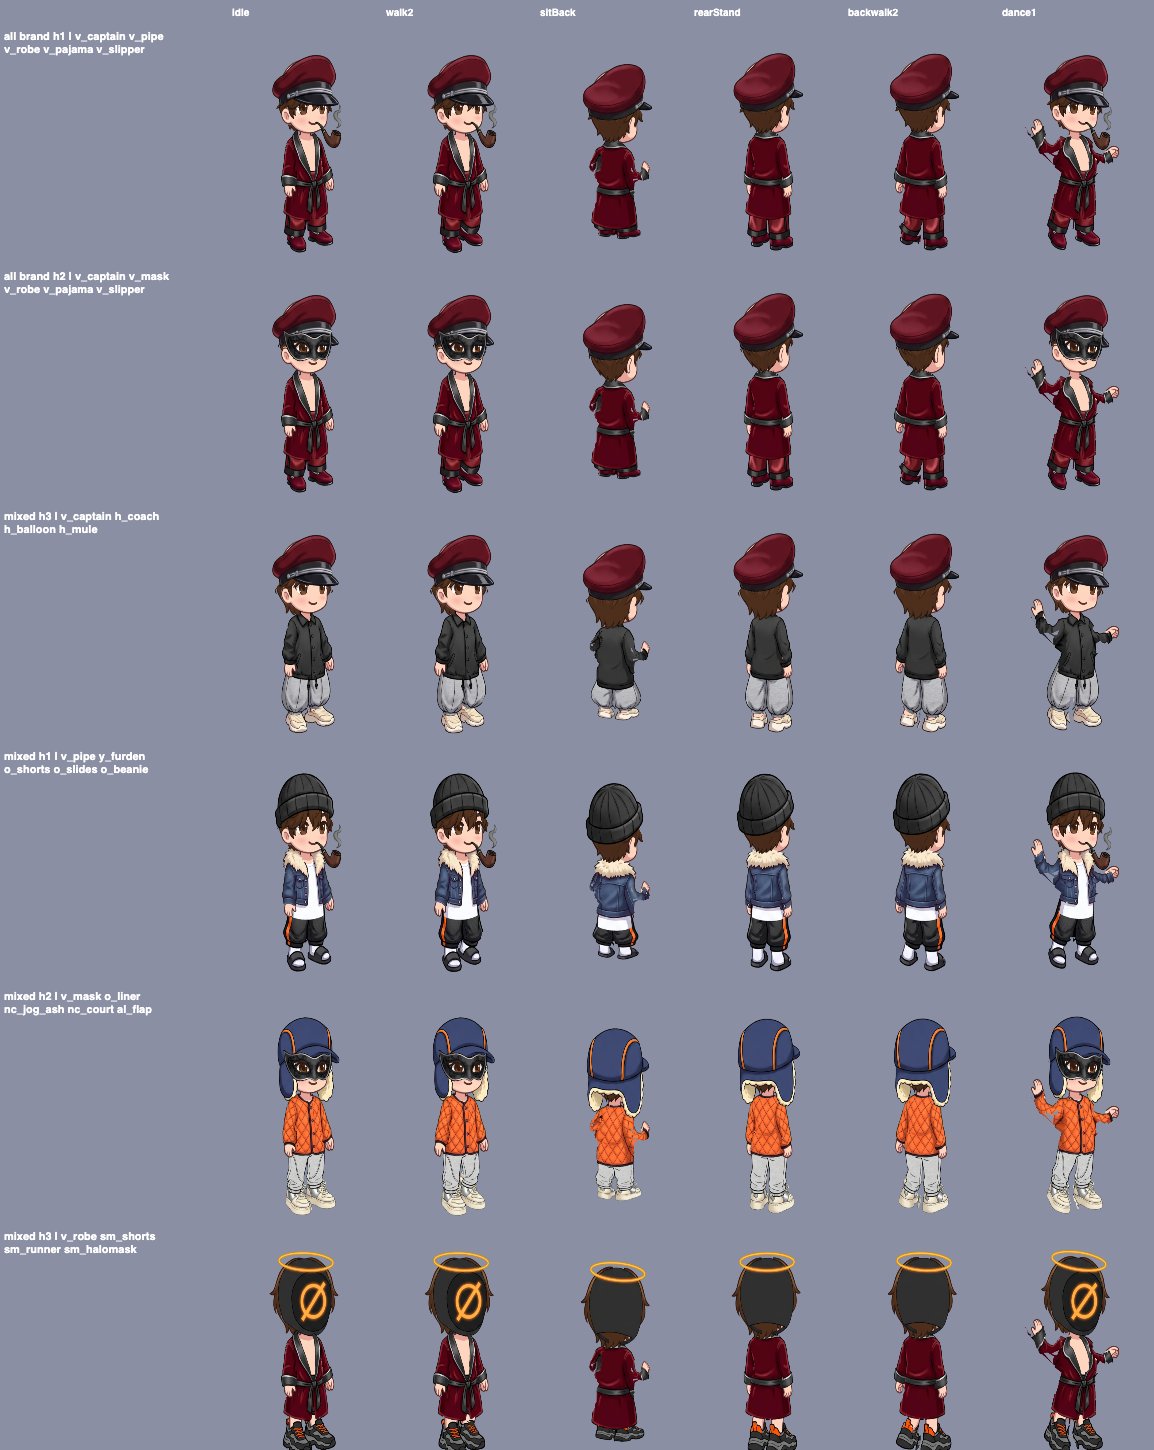 idle walk2 sitBack rearStand backwalk2 dance1
all brand h1 | v_captain v_pipe
v_robe v_pajama v_slipper
all brand h2 | v_captain v_mask
v_robe v_pajama v_slipper
mixed h3 | v_captain h_coach
h_balloon h_mule
mixed h1 | v_pipe y_furden
o_shorts o_slides o_beanie
mixed h2 | v_mask o_liner
nc_jog_ash nc_court al_flap
mixed h3 | v_robe sm_shorts
sm_runner sm_halomask